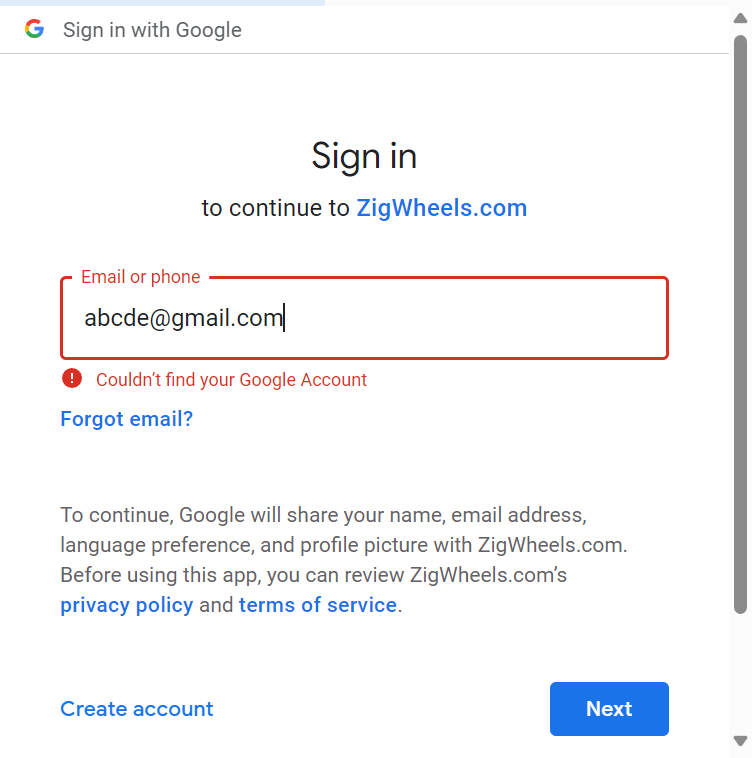 Sign in with Google
Sign in
to continue to ZigWheels.com
Email or phone
abcde@gmail.com
Couldn't find your Google Account
Forgot email?
To continue, Google will share your name, email address,
language preference, and profile picture with ZigWheels.com.
Before using this app, you can review ZigWheels.com's
privacy policy and terms of service.
Create account
Next